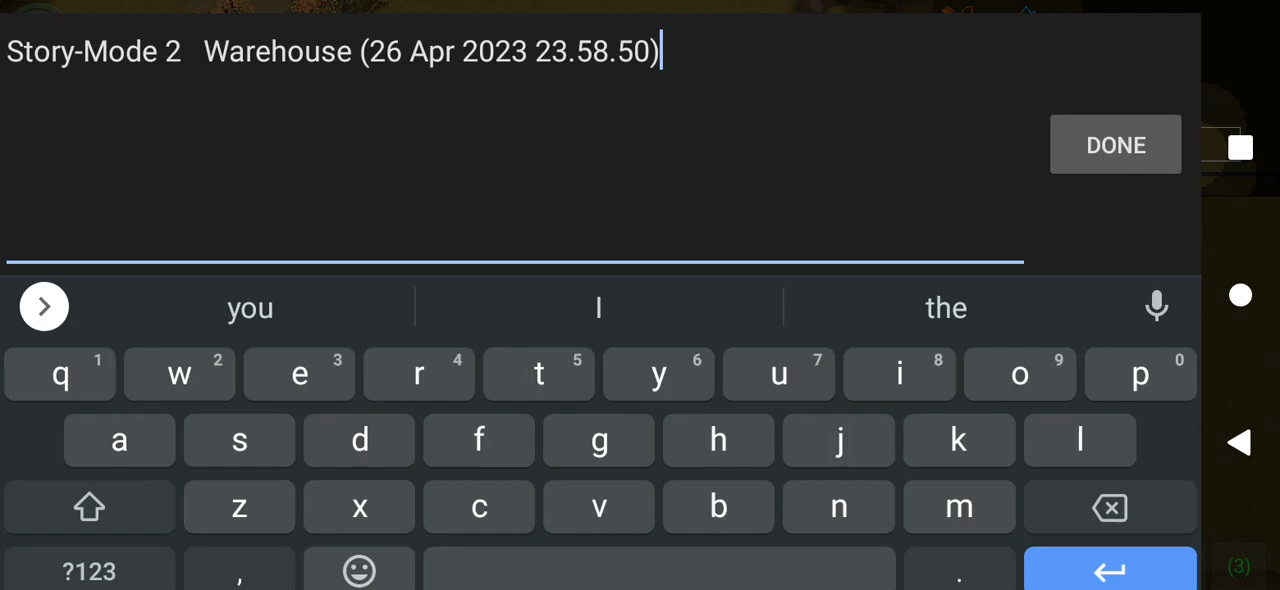 Story-Mode 2   Warehouse (26 Apr 2023 23.58.50)
DONE
you I the
q 1 w 2 e 3 r 4 t 5 y 6 u 7 i 8 o 9 p 0
a s d f g h j k l
z x c v b n m
?123 , .
(3)